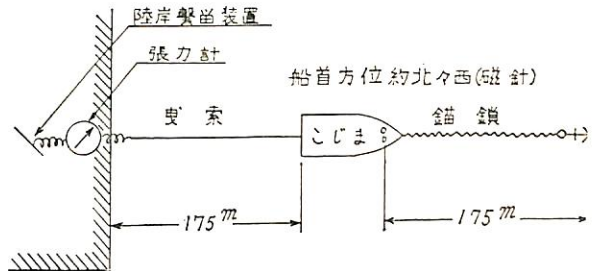 陸岸繋留装置
張力計
船首方位約北々西(磁針)
曳索
こじま
錨鎖
175m
175m